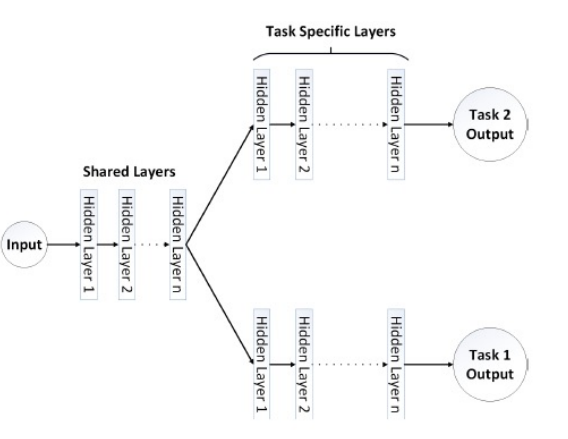 Task Specific Layers
Hidden Layer 1
Hidden Layer 2
Hidden Layer n
Task 2
Output
Shared Layers
Input
Hidden Layer 1
Hidden Layer 2
Hidden Layer n
Hidden Layer 1
Hidden Layer 2
Hidden Layer n
Task 1
Output